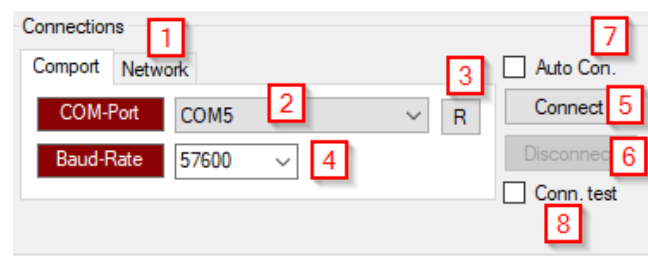 Connections
1
7
Comport Network
Auto Con.
COM-Port COM5 2
3
R
Connect 5
Baud-Rate 57600 4
Disconnec 6
Conn. test
8